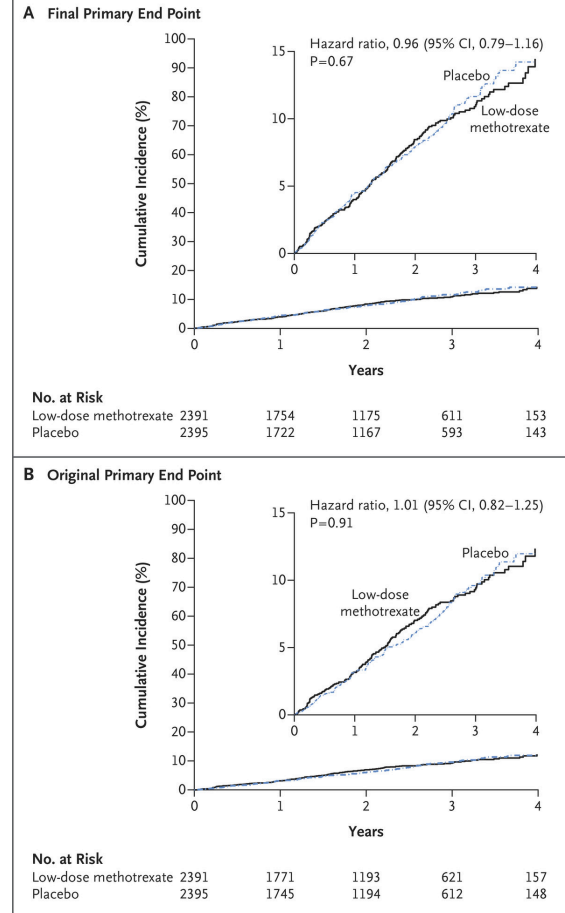 A Final Primary End Point
Cumulative Incidence (%)
100
90
80
70
60
50
40
30
20
10
0
0 1 2 3 4
Years
Hazard ratio, 0.96 (95% CI, 0.79–1.16)
P=0.67
15
10
5
0
0 1 2 3 4
Placebo
Low-dose
methotrexate
No. at Risk
Low-dose methotrexate 2391 1754 1175 611 153
Placebo 2395 1722 1167 593 143
B Original Primary End Point
Cumulative Incidence (%)
100
90
80
70
60
50
40
30
20
10
0
0 1 2 3 4
Years
Hazard ratio, 1.01 (95% CI, 0.82–1.25)
P=0.91
15
10
5
0
0 1 2 3 4
Placebo
Low-dose
methotrexate
No. at Risk
Low-dose methotrexate 2391 1771 1193 621 157
Placebo 2395 1745 1194 612 148